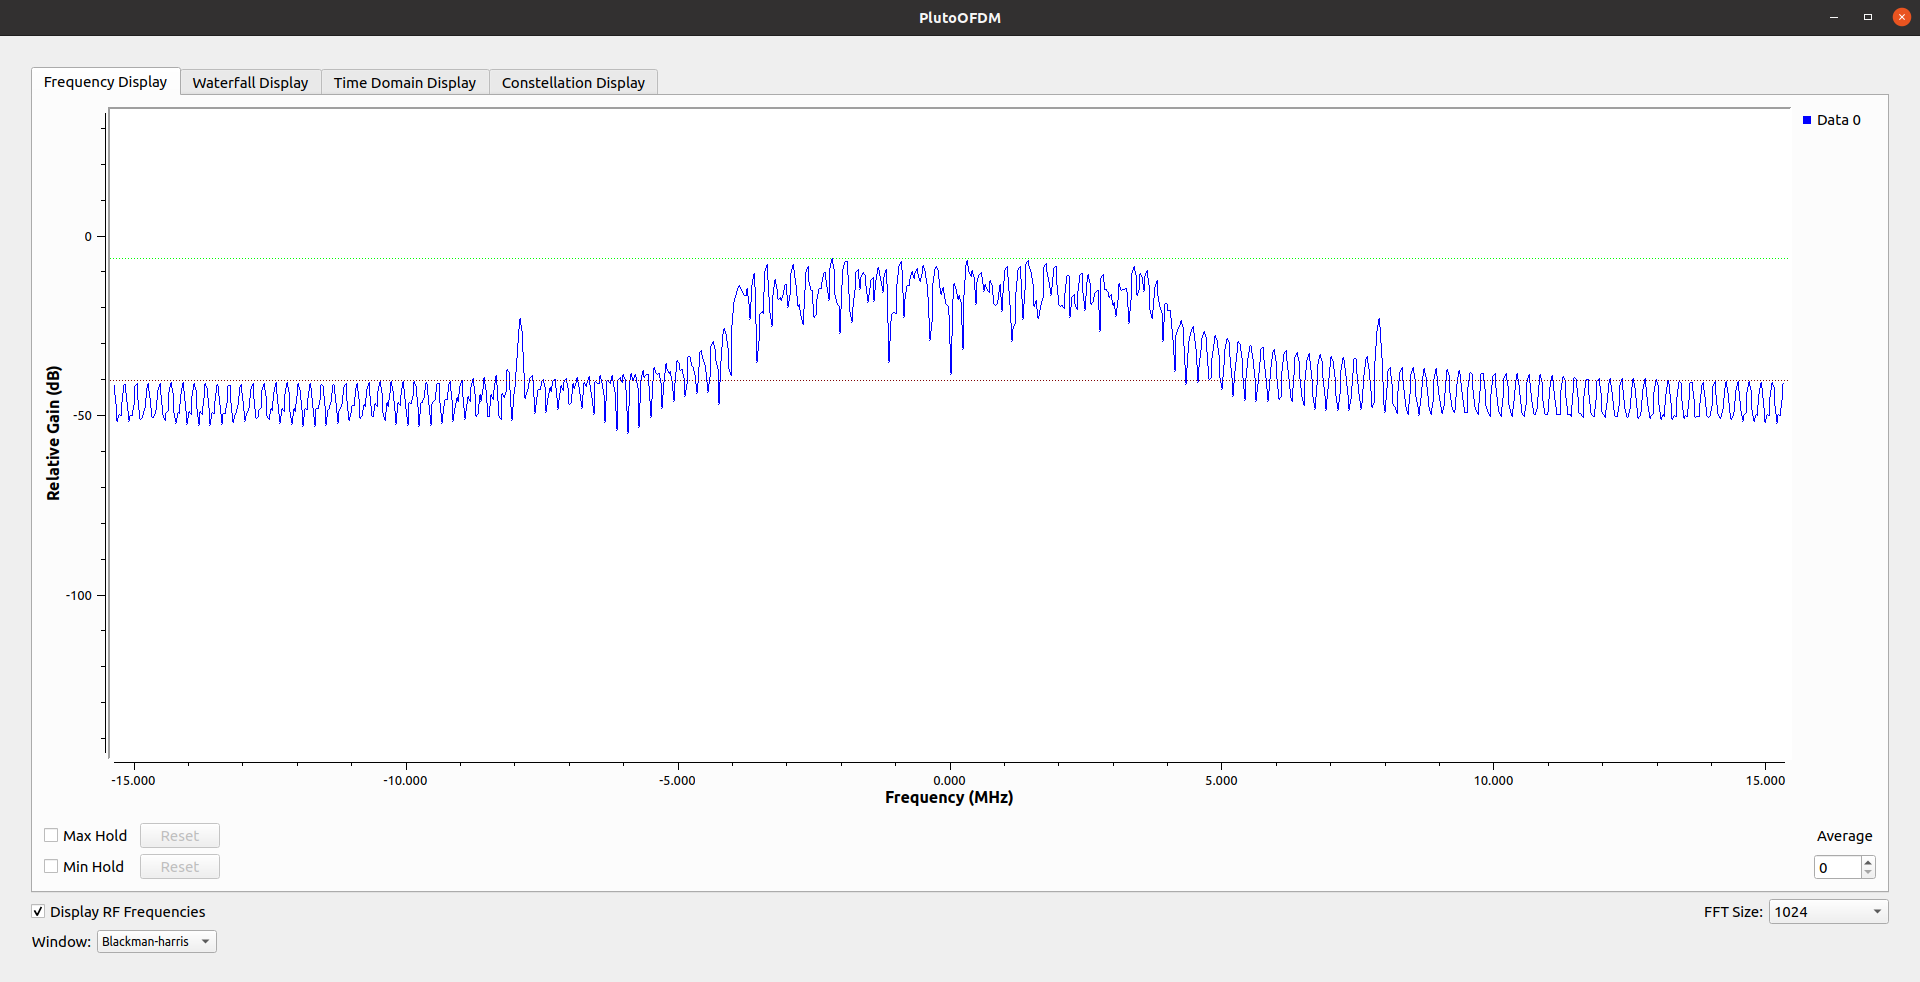 PlutoOFDM
Frequency Display
Waterfall Display
Time Domain Display
Constellation Display
Data 0
0
-50
-100
Relative Gain (dB)
-15.000
-10.000
-5.000
0.000
5.000
10.000
15.000
Frequency (MHz)
Max Hold
Reset
Average
Min Hold
Reset
0
Display RF Frequencies
FFT Size: 1024
Window: Blackman-harris